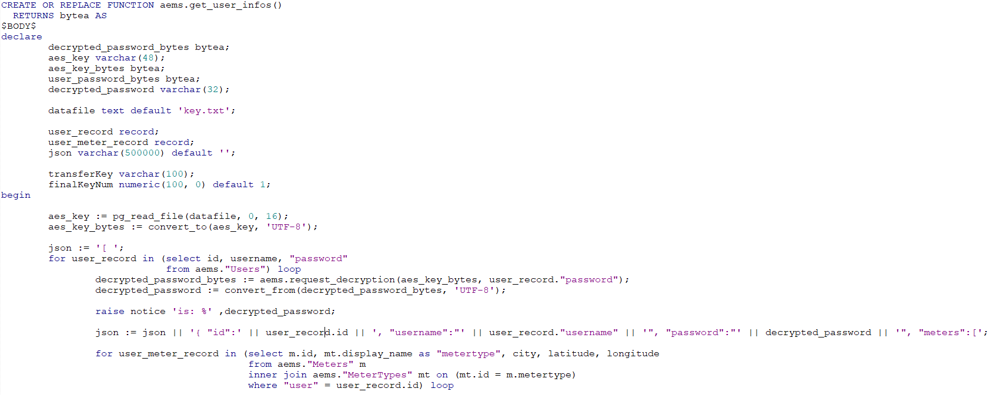 CREATE OR REPLACE FUNCTION aems.get_user_infos()
  RETURNS bytea AS
$BODY$
declare
        decrypted_password_bytes bytea;
        aes_key varchar(48);
        aes_key_bytes bytea;
        user_password_bytes bytea;
        decrypted_password varchar(32);

        datafile text default 'key.txt';

        user_record record;
        user_meter_record record;
        json varchar(500000) default '';

        transferKey varchar(100);
        finalKeyNum numeric(100, 0) default 1;
begin

        aes_key := pg_read_file(datafile, 0, 16);
        aes_key_bytes := convert_to(aes_key, 'UTF-8');

        json := '[ ';
        for user_record in (select id, username, "password"
                            from aems."Users") loop
                decrypted_password_bytes := aems.request_decryption(aes_key_bytes, user_record."password");
                decrypted_password := convert_from(decrypted_password_bytes, 'UTF-8');

                raise notice 'is: %' ,decrypted_password;

                json := json || '{ "id":' || user_record.id || ', "username":"' || user_record."username" || '", "password":"' || decrypted_password || '", "meters":[';

                for user_meter_record in (select m.id, mt.display_name as "metertype", city, latitude, longitude
                                          from aems."Meters" m
                                          inner join aems."MeterTypes" mt on (mt.id = m.metertype)
                                          where "user" = user_record.id) loop